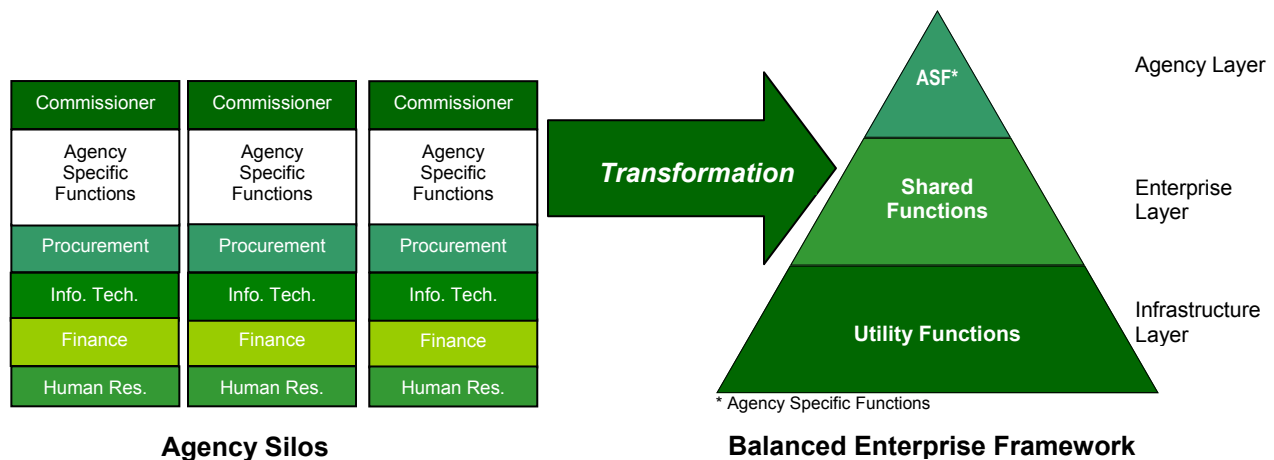 Commissioner
Agency
Specific
Functions
Procurement
Info. Tech.
Finance
Human Res.
Commissioner
Agency
Specific
Functions
Procurement
Info. Tech.
Finance
Human Res.
Commissioner
Agency
Specific
Functions
Procurement
Info. Tech.
Finance
Human Res.
Agency Silos
Transformation
ASF*
Agency Layer
Shared
Functions
Enterprise
Layer
Utility Functions
Infrastructure
Layer
* Agency Specific Functions
Balanced Enterprise Framework